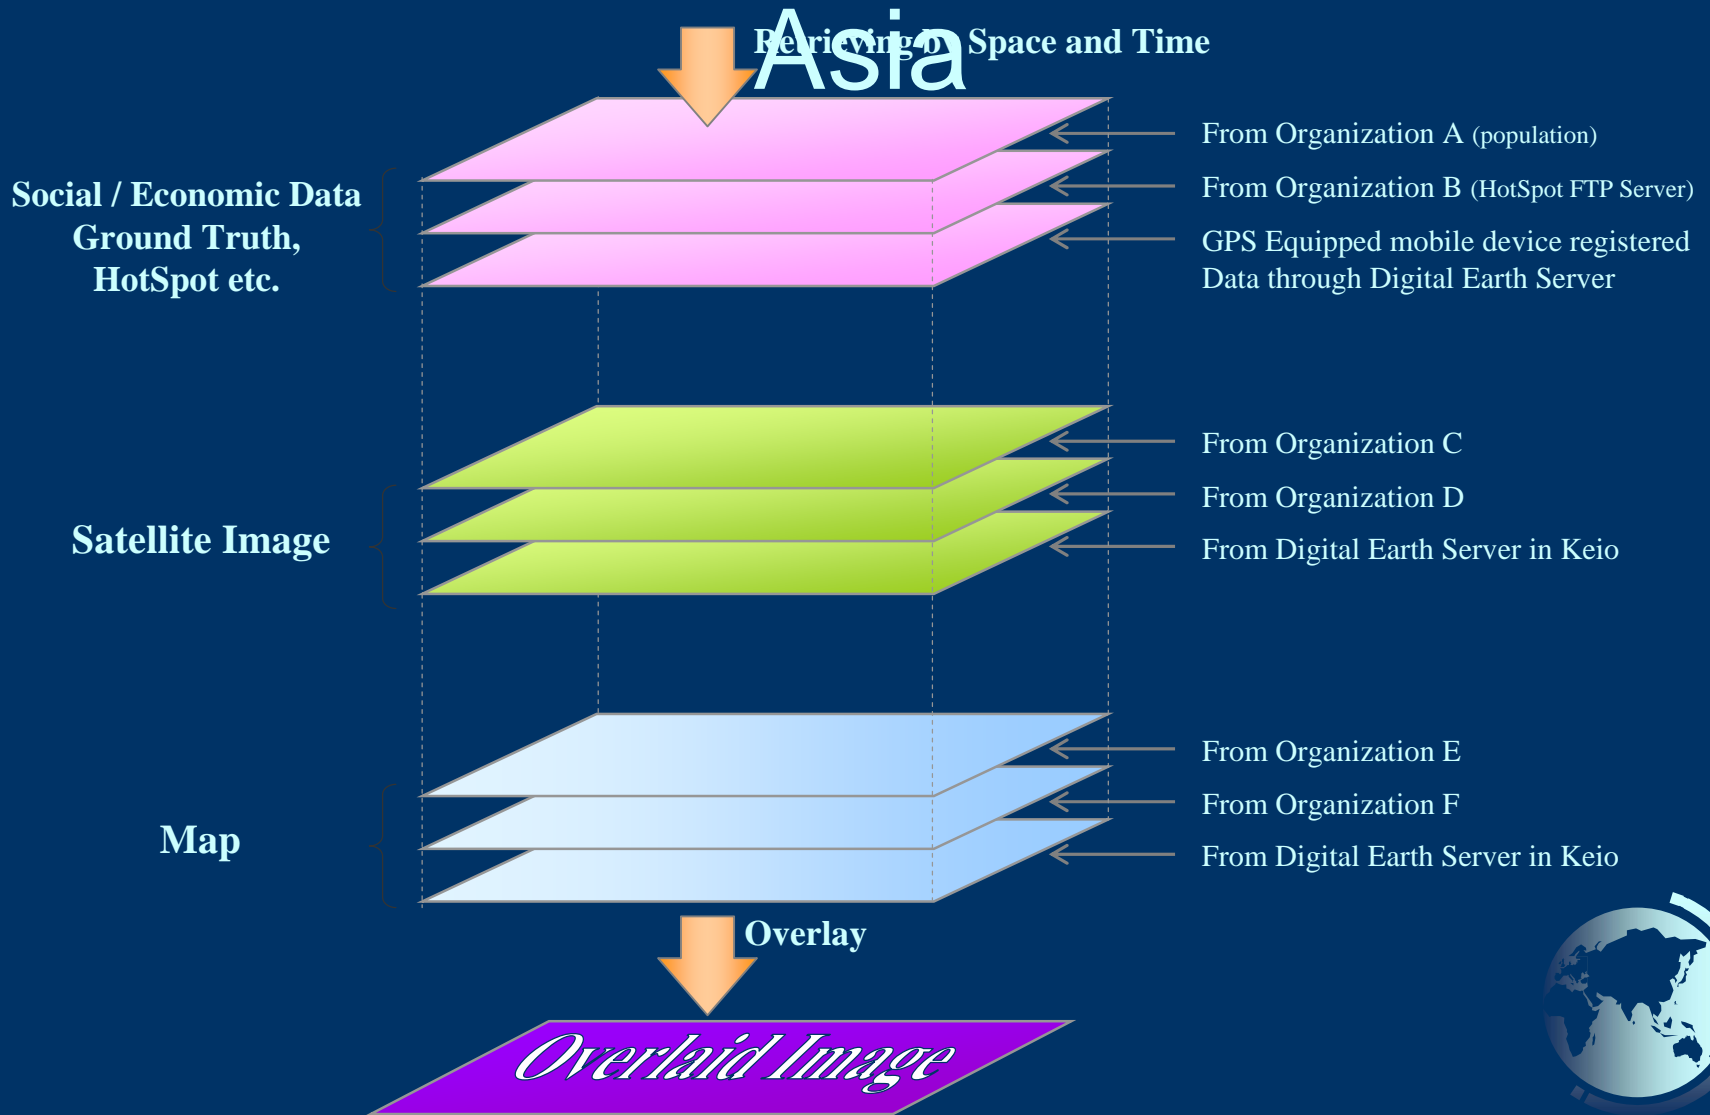 Asia
Retrieving by Space and Time
From Organization A (population)
From Organization B (HotSpot FTP Server)
GPS Equipped mobile device registered
Data through Digital Earth Server
Social / Economic Data
Ground Truth,
HotSpot etc.
From Organization C
From Organization D
From Digital Earth Server in Keio
Satellite Image
From Organization E
From Organization F
From Digital Earth Server in Keio
Map
Overlay
Overlaid Image